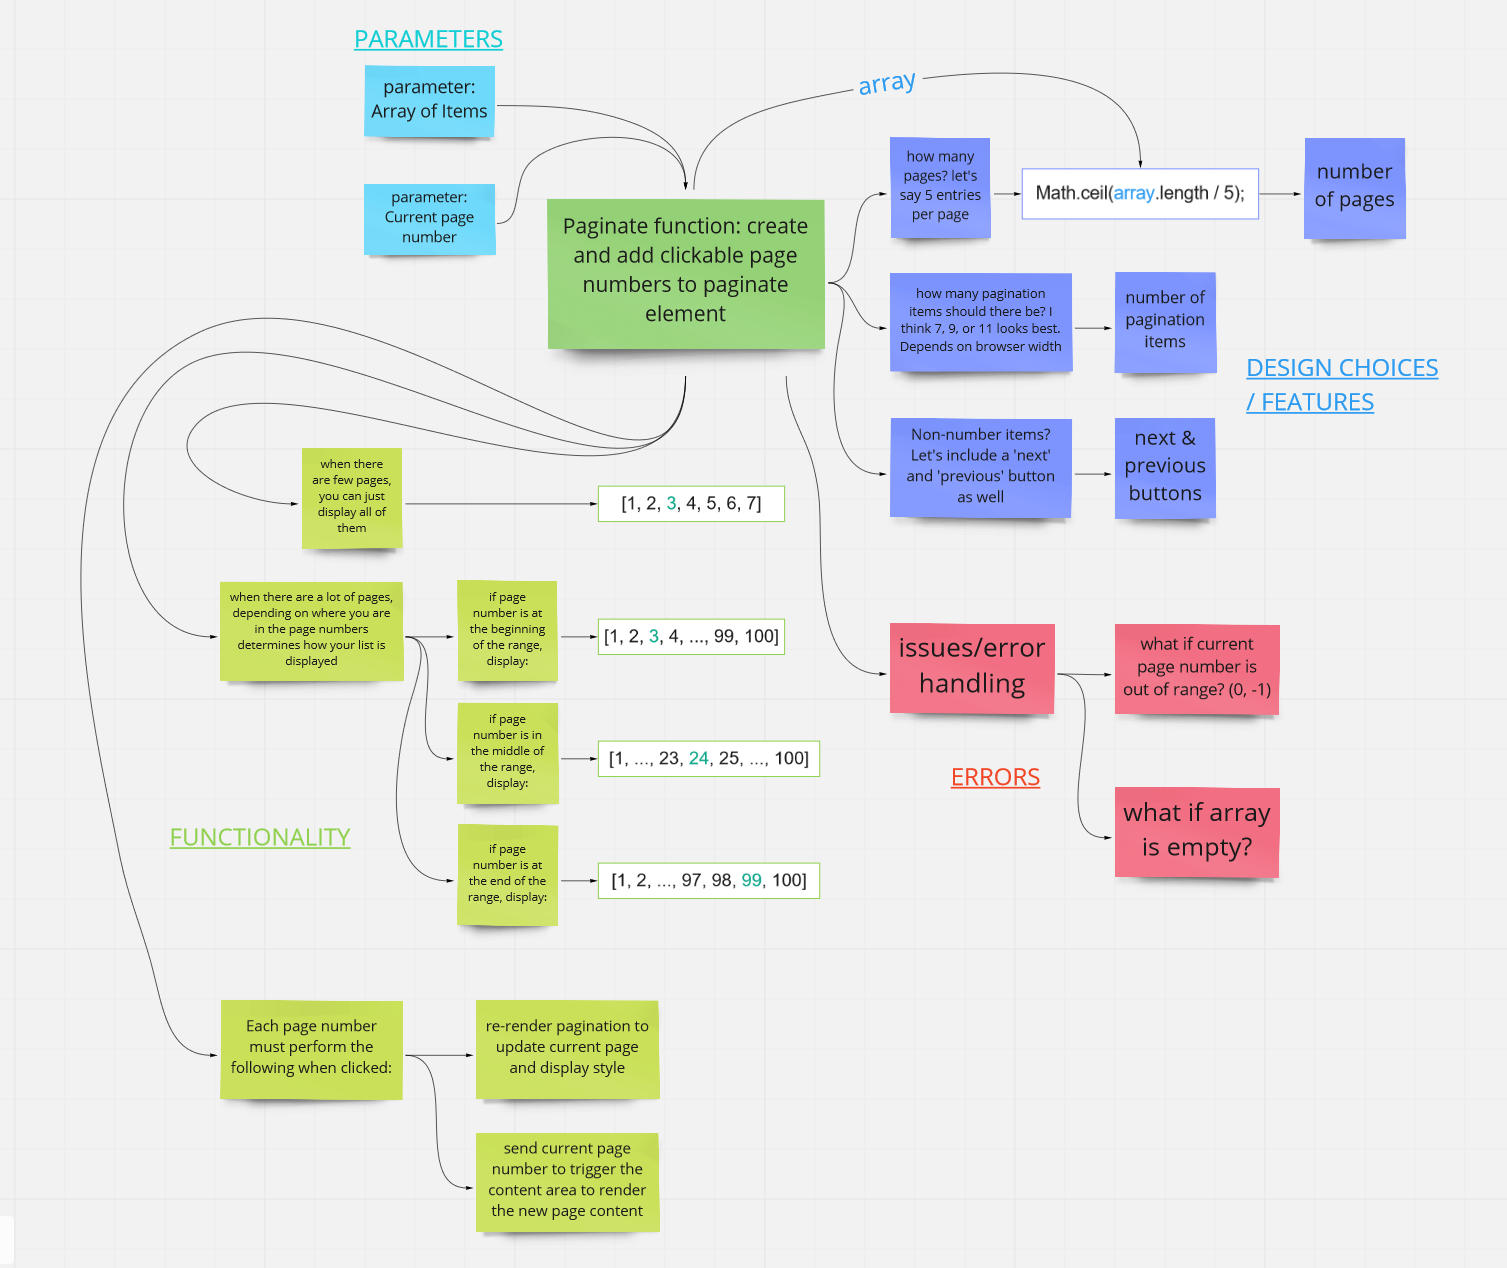 PARAMETERS
parameter:
Array of Items
parameter:
Current page
number
array
Paginate function: create
and add clickable page
numbers to paginate
element
how many
pages? let's
say 5 entries
per page
Math.ceil(array.length / 5);
number
of pages
how many pagination
items should there be? I
think 7, 9, or 11 looks best.
Depends on browser width
number of
pagination
items
DESIGN CHOICES
/ FEATURES
Non-number items?
Let's include a 'next'
and 'previous' button
as well
next &
previous
buttons
when there
are few pages,
you can just
display all of
them
[1, 2, 3, 4, 5, 6, 7]
when there are a lot of pages,
depending on where you are
in the page numbers
determines how your list is
displayed
if page
number is at
the beginning
of the range,
display:
[1, 2, 3, 4, ..., 99, 100]
if page
number is in
the middle of
the range,
display:
[1, ..., 23, 24, 25, ..., 100]
if page
number is at
the end of the
range, display:
[1, 2, ..., 97, 98, 99, 100]
FUNCTIONALITY
issues/error
handling
what if current
page number is
out of range? (0, -1)
ERRORS
what if array
is empty?
Each page number
must perform the
following when clicked:
re-render pagination to
update current page
and display style
send current page
number to trigger the
content area to render
the new page content